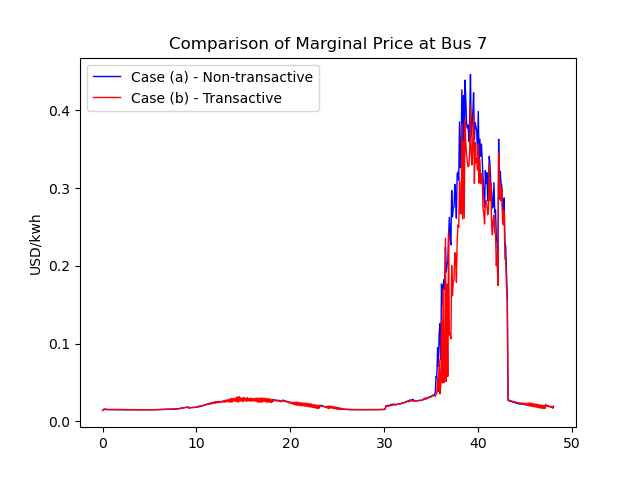 Comparison of Marginal Price at Bus 7
Case (a) - Non-transactive
Case (b) - Transactive
USD/kwh
0.4
0.3
0.2
0.1
0.0
0 10 20 30 40 50